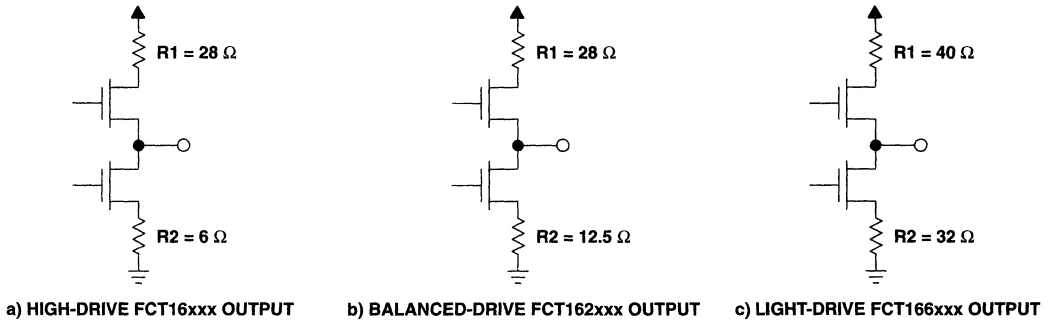 R1 = 28 Ω
R2 = 6 Ω
a) HIGH-DRIVE FCT16xxx OUTPUT
R1 = 28 Ω
R2 = 12.5 Ω
b) BALANCED-DRIVE FCT162xxx OUTPUT
R1 = 40 Ω
R2 = 32 Ω
c) LIGHT-DRIVE FCT166xxx OUTPUT